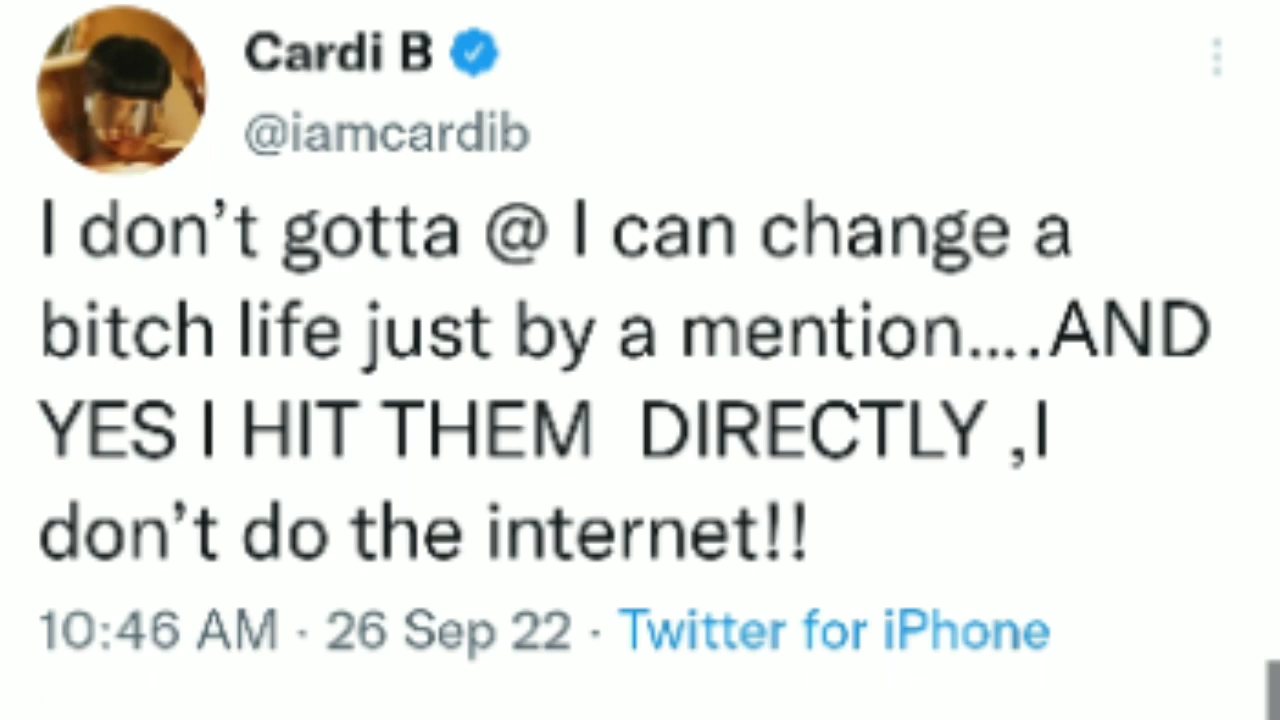 Cardi B
@iamcardib
I don’t gotta @ I can change a
bitch life just by a mention....AND
YES I HIT THEM  DIRECTLY ,I
don’t do the internet!!
10:46 AM · 26 Sep 22 · Twitter for iPhone